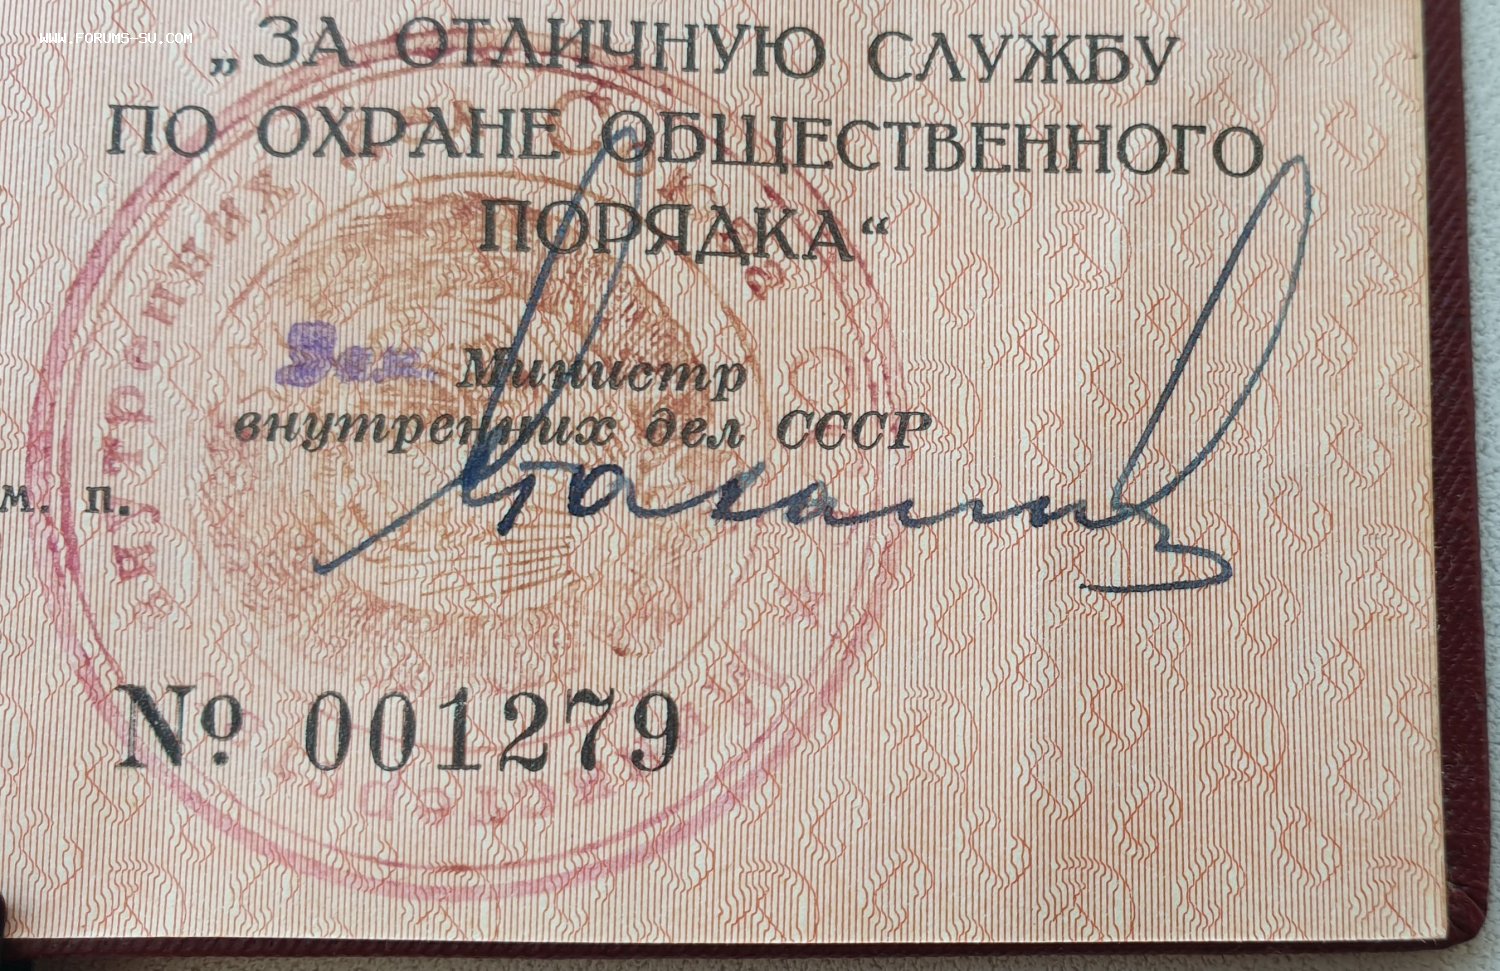 WWW.FORUMS-SU.COM
„ЗА ОТЛИЧНУЮ СЛУЖБУ
ПО ОХРАНЕ ОБЩЕСТВЕННОГО
ПОРЯДКА“
Зам. Министр
внутренних дел СССР
м. п.
№ 001279